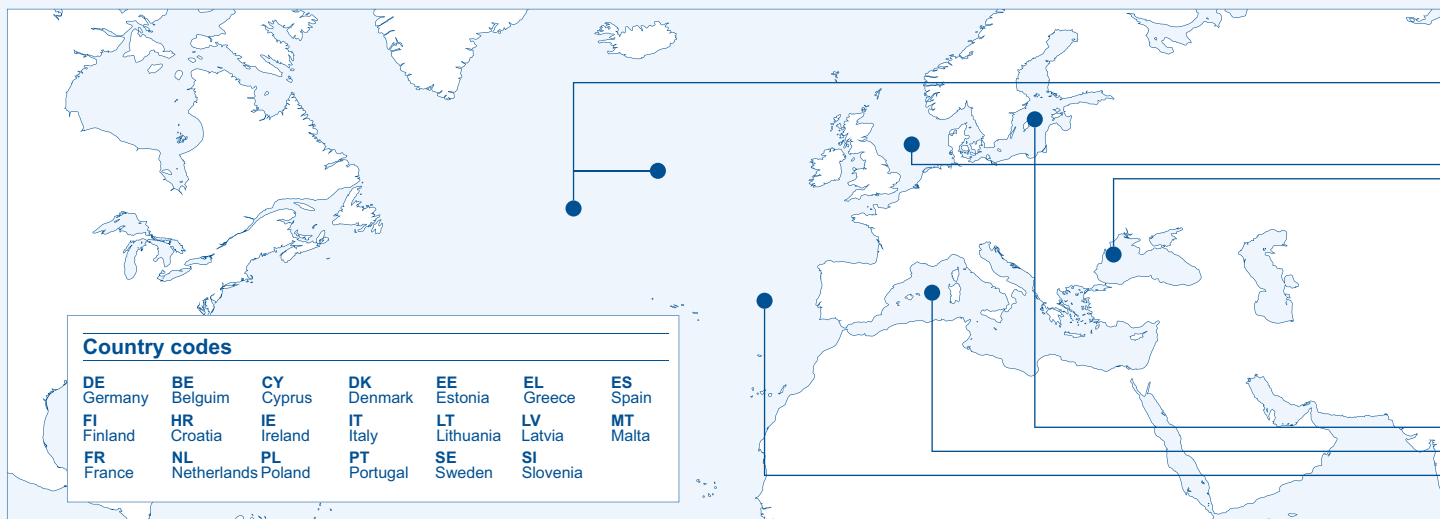 Country codes
DE BE CY DK EE EL ES
Germany Belguim Cyprus Denmark Estonia Greece Spain
FI HR IE IT LT LV MT
Finland Croatia Ireland Italy Lithuania Latvia Malta
FR NL PL PT SE SI
France Netherlands Poland Portugal Sweden Slovenia